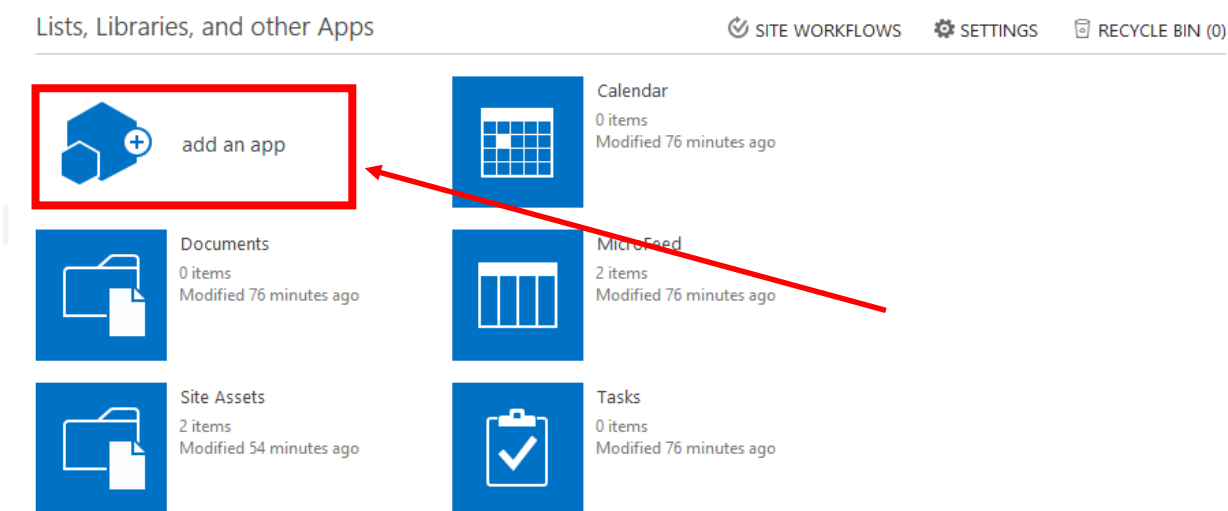 Lists, Libraries, and other Apps
SITE WORKFLOWS
SETTINGS
RECYCLE BIN (0)
add an app
Calendar
0 items
Modified 76 minutes ago
Documents
0 items
Modified 76 minutes ago
MicroFeed
2 items
Modified 76 minutes ago
Site Assets
2 items
Modified 54 minutes ago
Tasks
0 items
Modified 76 minutes ago